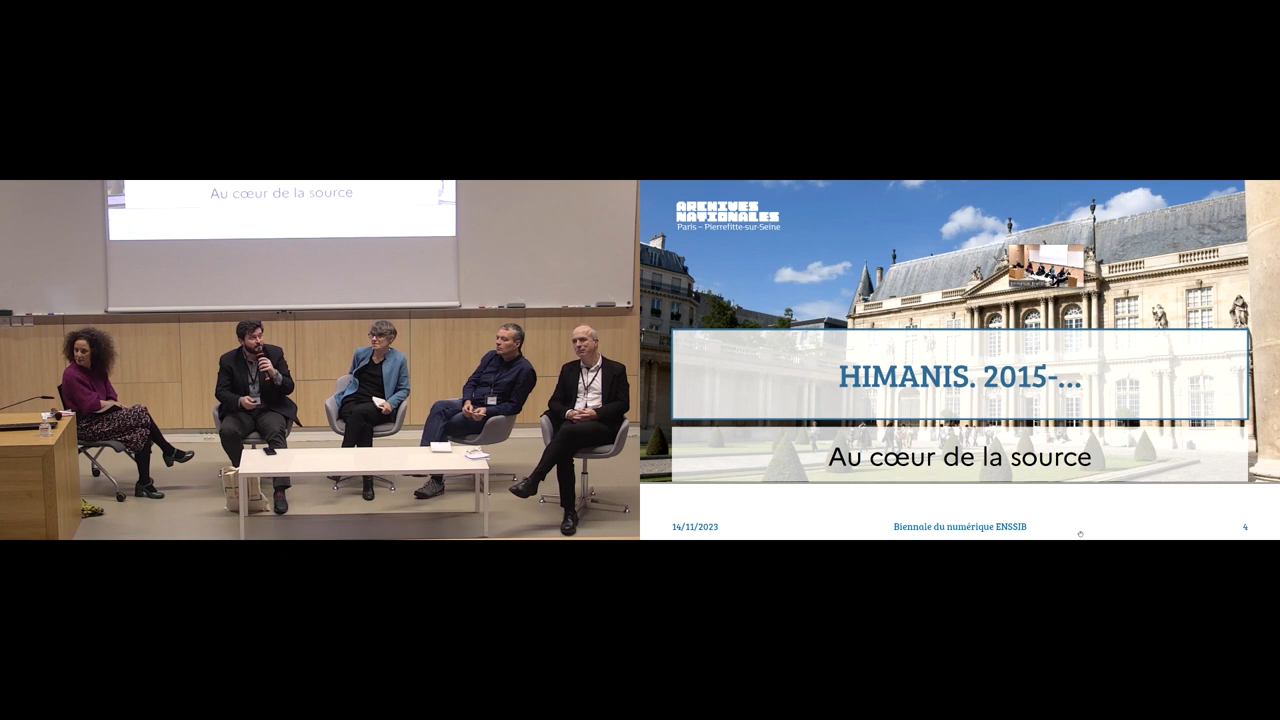 Au cœur de la source
ARCHIVES
NATIONALES
Paris – Pierrefitte-sur-Seine
HIMANIS. 2015-...
Au cœur de la source
14/11/2023
Biennale du numérique ENSSIB
4